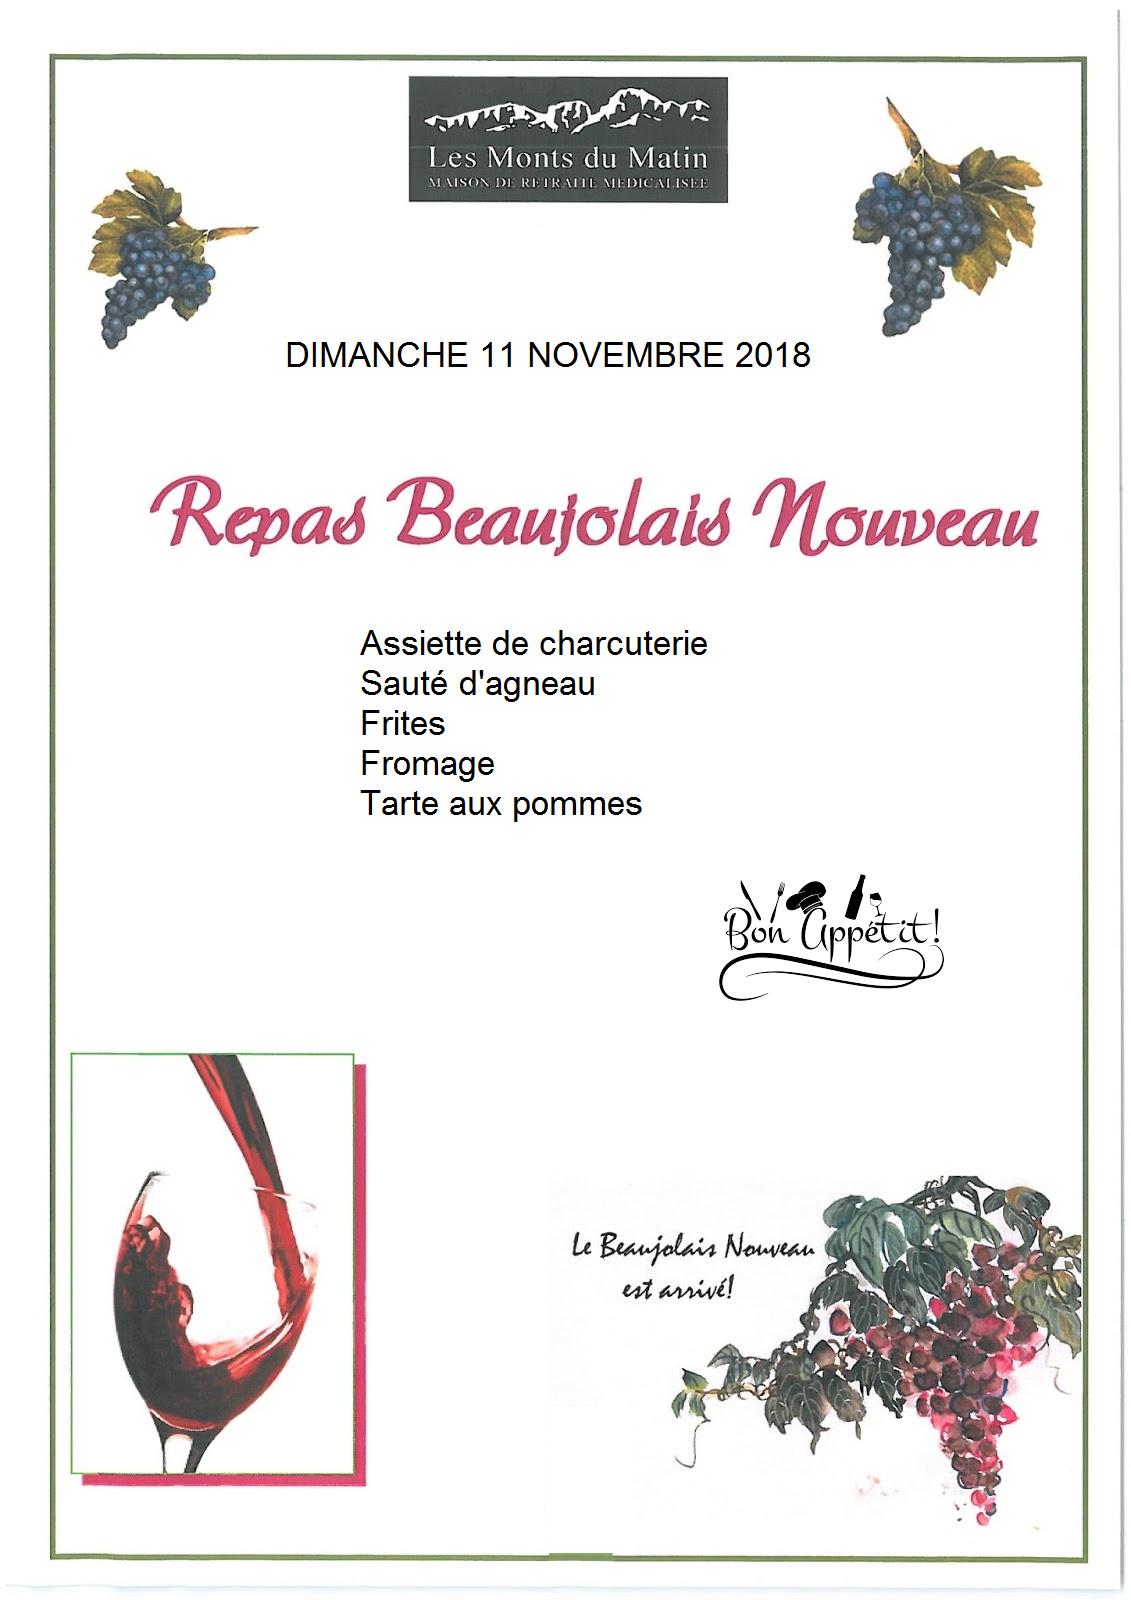 Les Monts du Matin
MAISON DE RETRAITE MEDICALISEE
DIMANCHE 11 NOVEMBRE 2018
Repas Beaujolais Nouveau
Assiette de charcuterie
Sauté d'agneau
Frites
Fromage
Tarte aux pommes
Bon Appétit!
Le Beaujolais Nouveau
est arrivé!